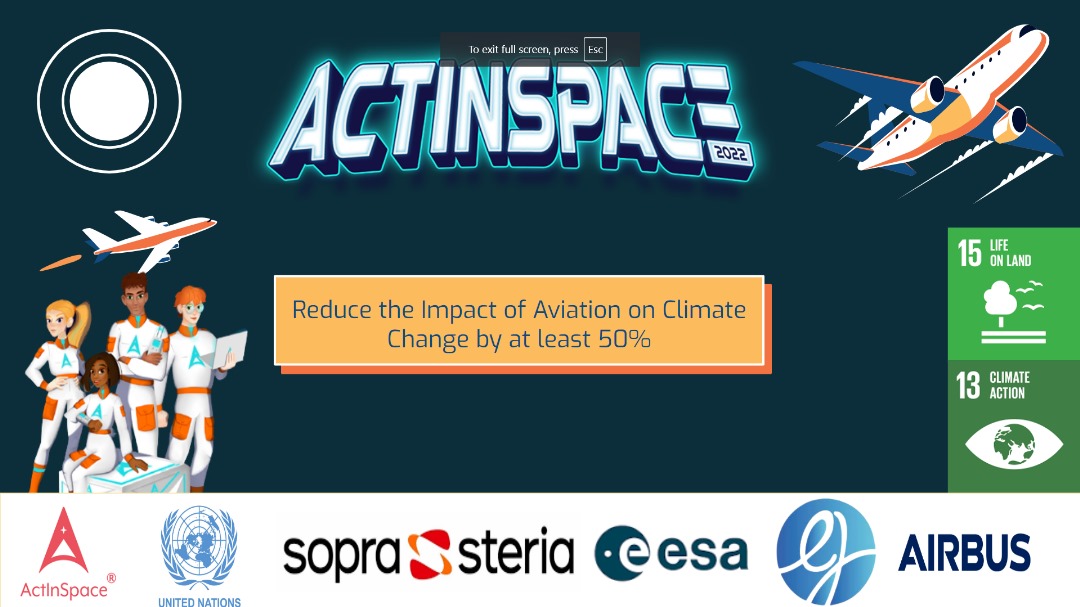 To exit full screen, press Esc
ACTINSPACE
2022
15 LIFE
ON LAND
Reduce the Impact of Aviation on Climate
Change by at least 50%
13 CLIMATE
ACTION
ActInSpace®
UNITED NATIONS
sopra steria
esa
AIRBUS